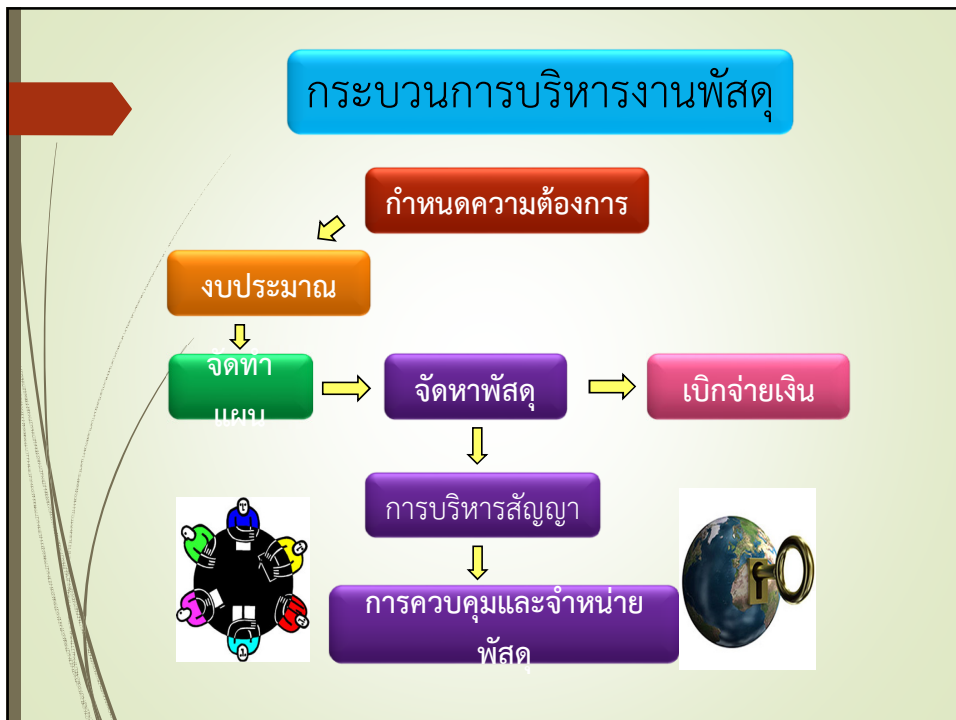 กระบวนการบริหารงานพัสดุ
กำหนดความต้องการ
งบประมาณ
จัดทำ
แผน
จัดหาพัสดุ
เบิกจ่ายเงิน
การบริหารสัญญา
การควบคุมและจำหน่าย
พัสดุ